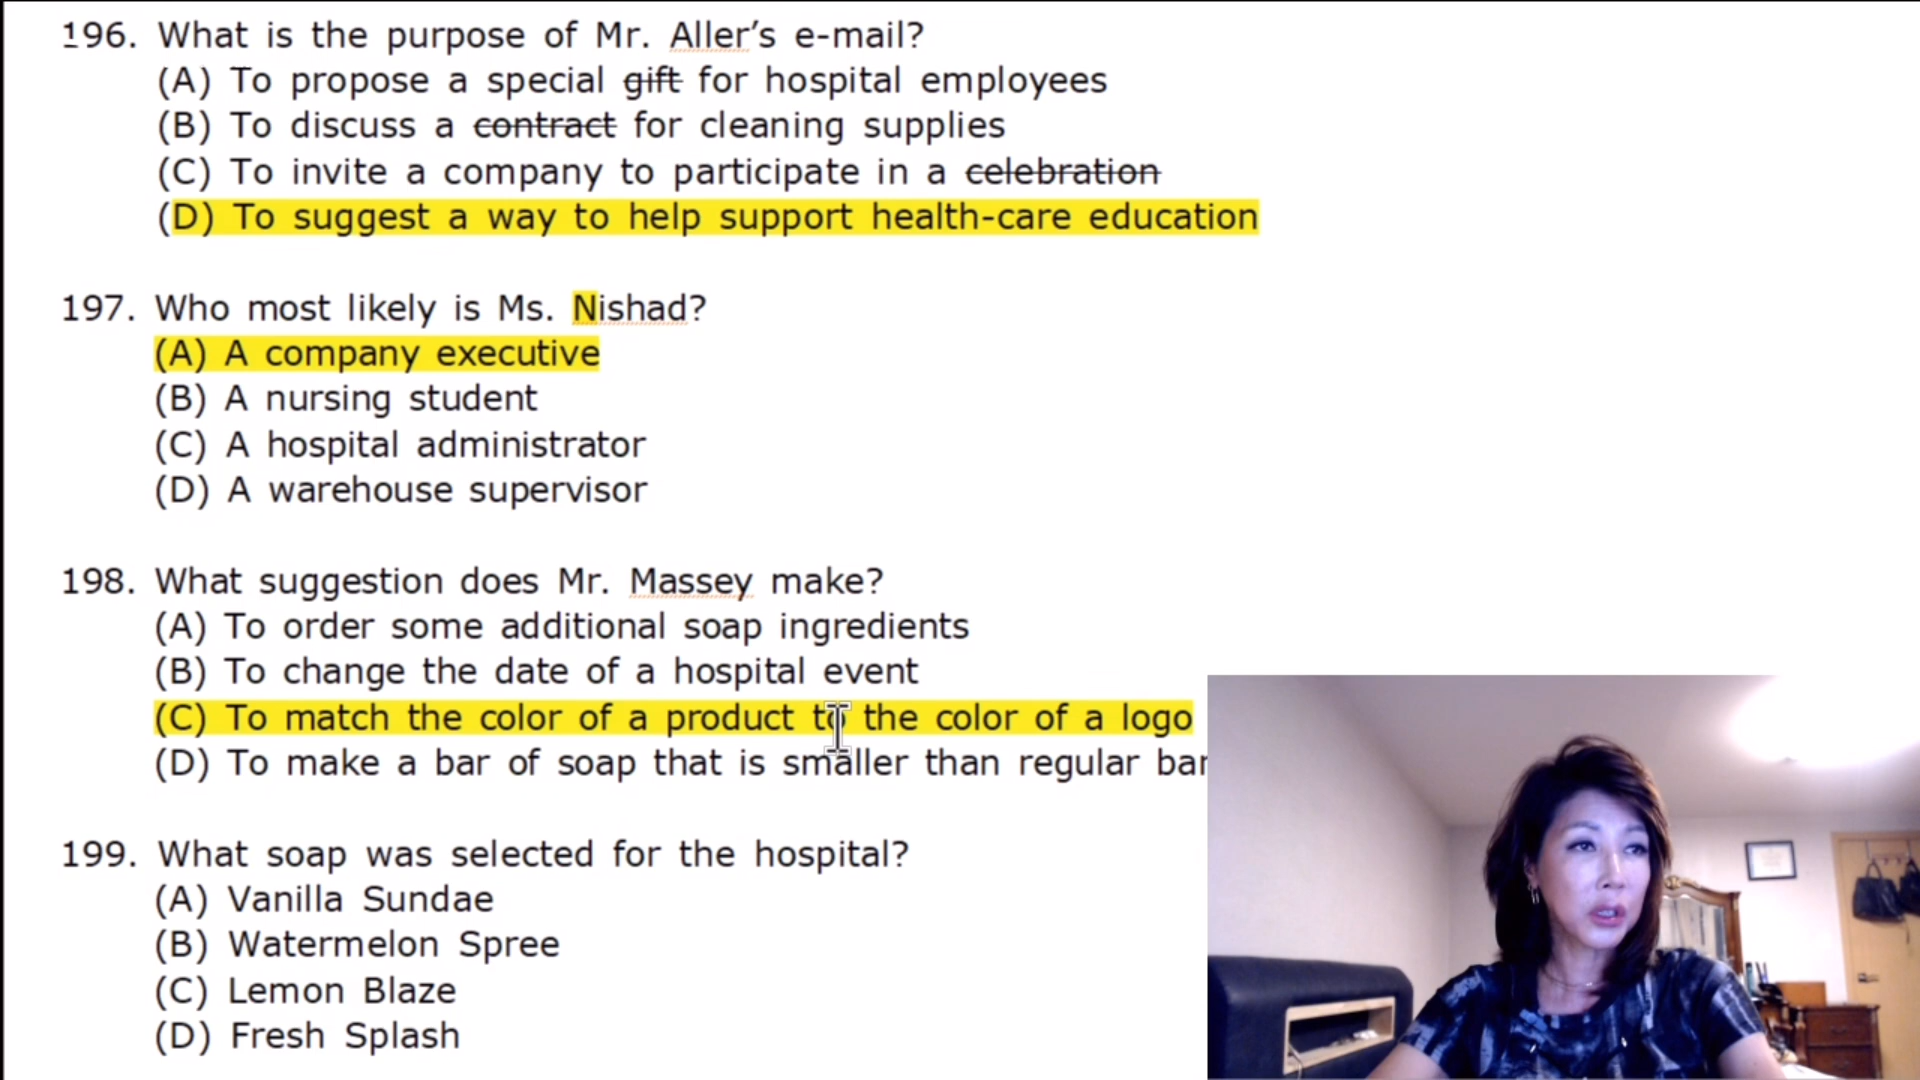 196. What is the purpose of Mr. Aller’s e-mail?
(A) To propose a special gift for hospital employees
(B) To discuss a contract for cleaning supplies
(C) To invite a company to participate in a celebration
(D) To suggest a way to help support health-care education
197. Who most likely is Ms. Nishad?
(A) A company executive
(B) A nursing student
(C) A hospital administrator
(D) A warehouse supervisor
198. What suggestion does Mr. Massey make?
(A) To order some additional soap ingredients
(B) To change the date of a hospital event
(C) To match the color of a product to the color of a logo
(D) To make a bar of soap that is smaller than regular bar
199. What soap was selected for the hospital?
(A) Vanilla Sundae
(B) Watermelon Spree
(C) Lemon Blaze
(D) Fresh Splash